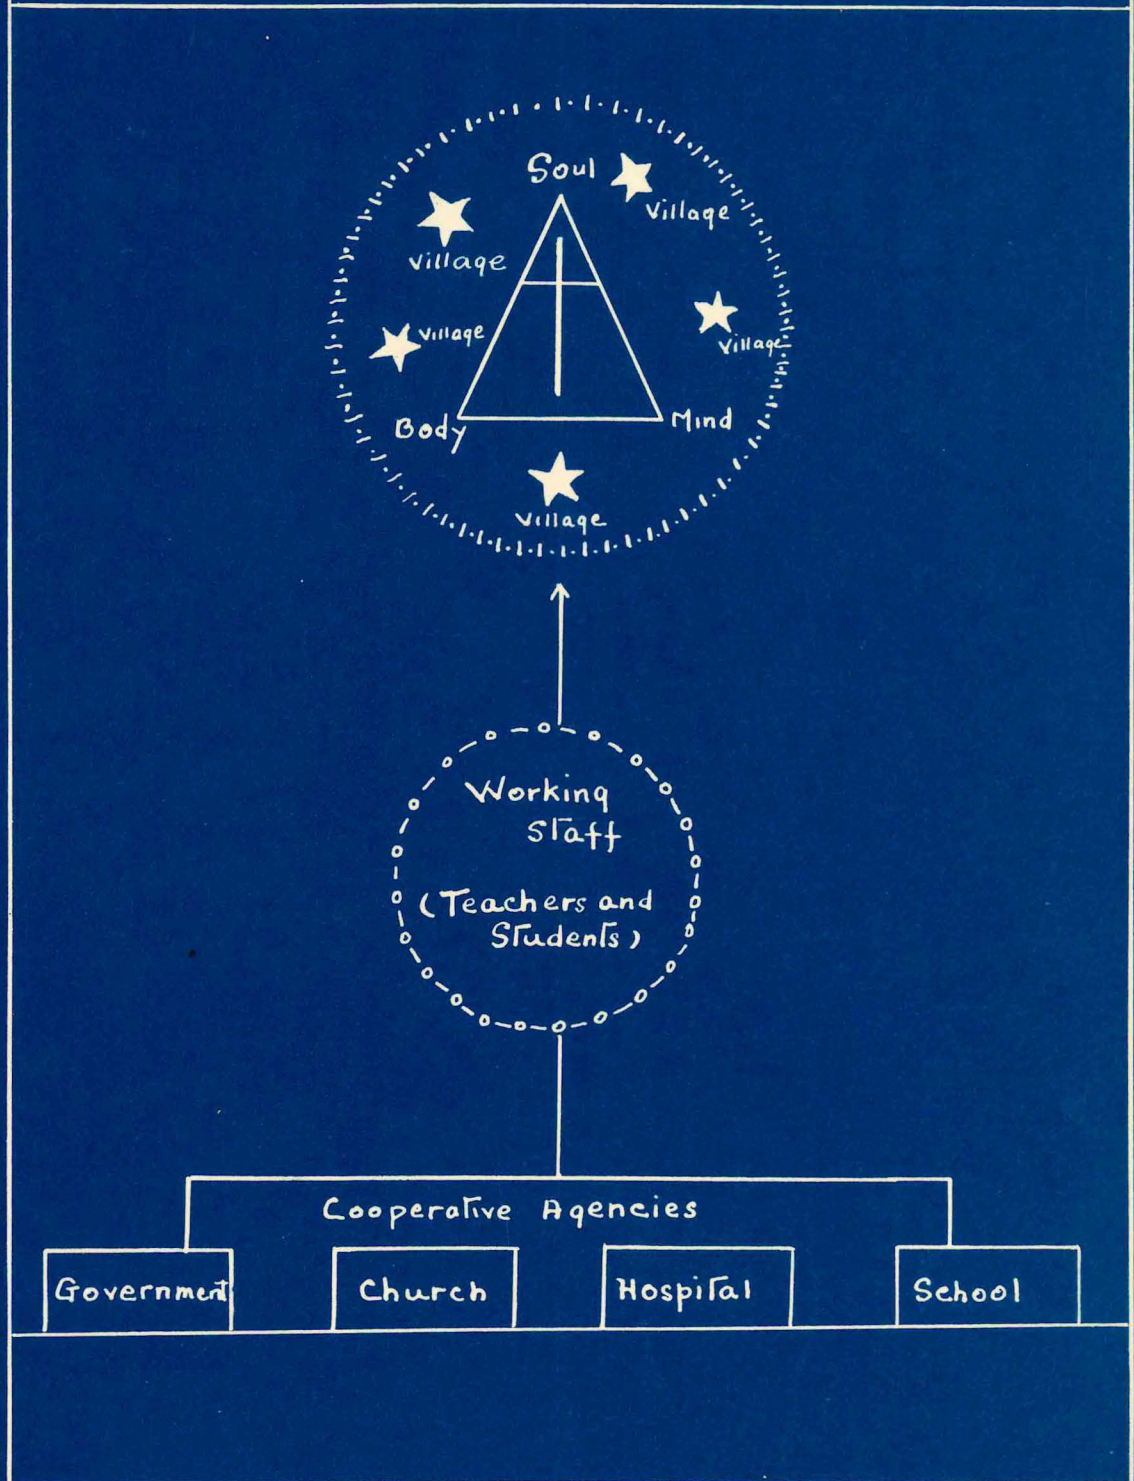 Soul
Village
Village
Village
Village
Body
Mind
Village
Working
Staff
(Teachers and
Students)
Cooperative Agencies
Government
Church
Hospital
School